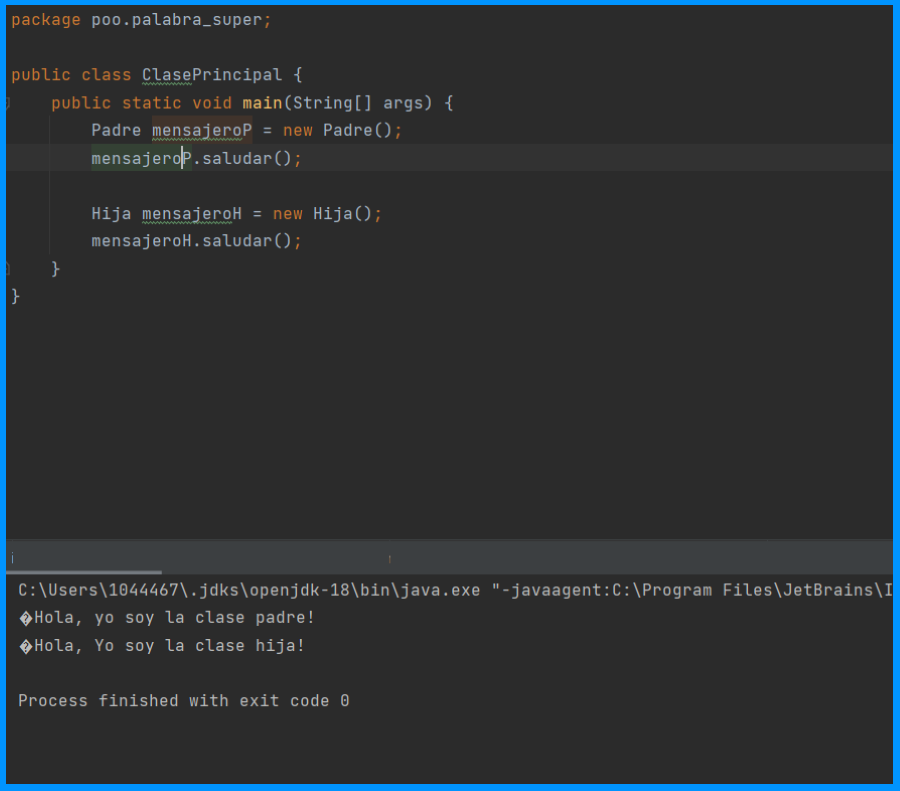 package poo.palabra_super;
public class ClasePrincipal {
public static void main(String[] args) {
Padre mensajeroP = new Padre();
mensajeroP.saludar();
Hija mensajeroH = new Hija();
mensajeroH.saludar();
}
}
C:\Users\1044467\.jdks\openjdk-18\bin\java.exe "-javaagent:C:\Program Files\JetBrains\I
�Hola, yo soy la clase padre!
�Hola, Yo soy la clase hija!
Process finished with exit code 0